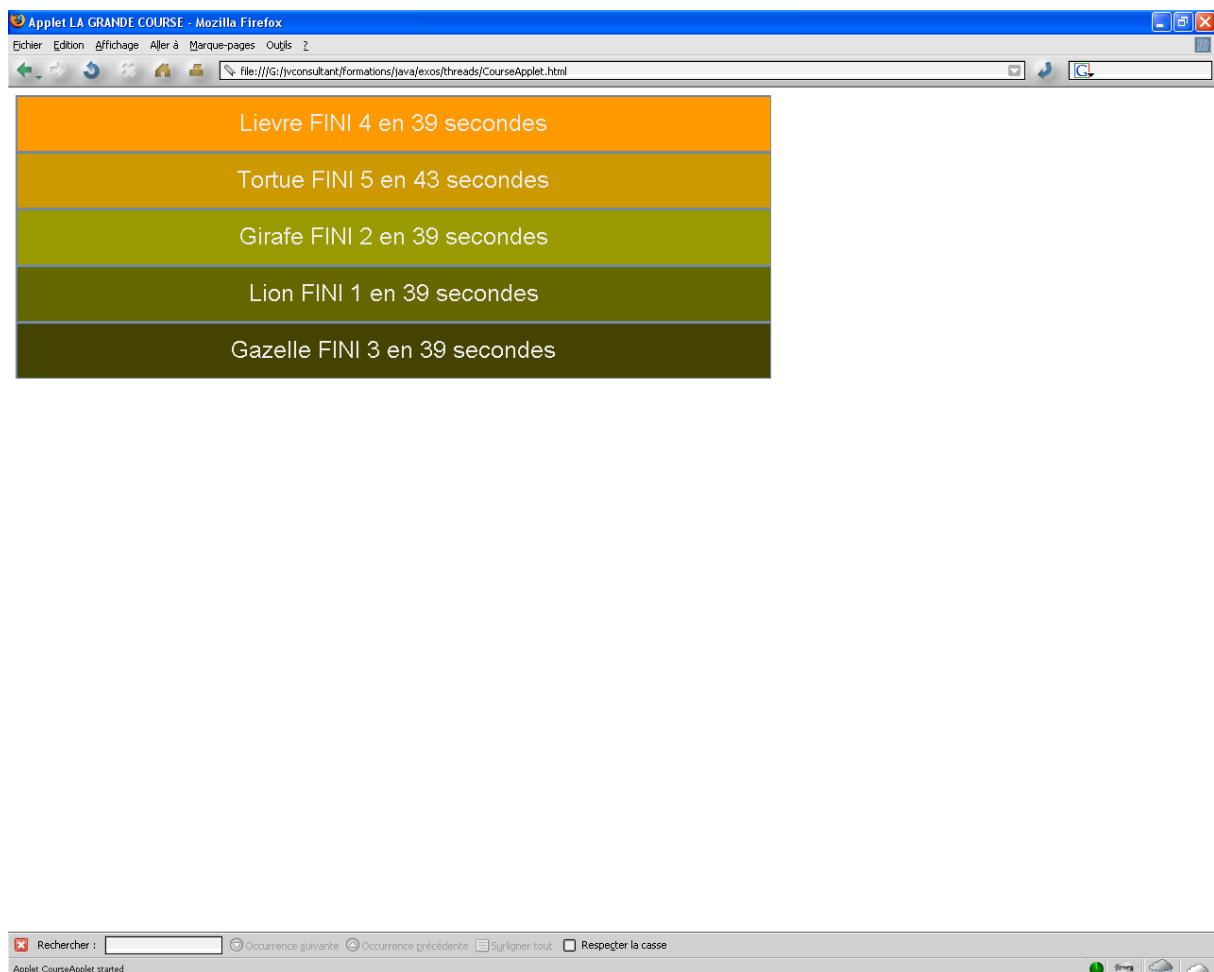 Applet LA GRANDE COURSE - Mozilla Firefox
Fichier Edition Affichage Aller à Marque-pages Outils ?
file:///G:/jvconsultant/formations/java/exos/threads/CourseApplet.html
G
Lievre FINI 4 en 39 secondes
Tortue FINI 5 en 43 secondes
Girafe FINI 2 en 39 secondes
Lion FINI 1 en 39 secondes
Gazelle FINI 3 en 39 secondes
Rechercher : Occurrence suivante Occurrence précédente Surligner tout Respecter la casse
Applet CourseApplet started